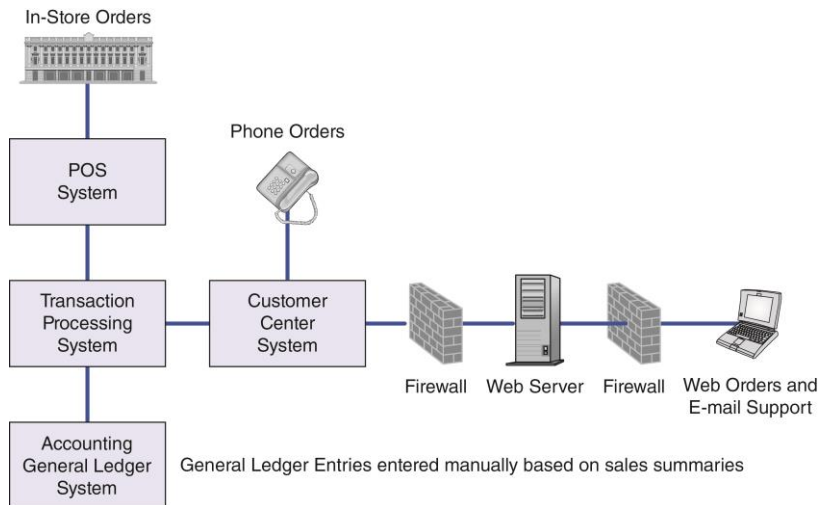 In-Store Orders
POS
System
Phone Orders
Transaction
Processing
System
Customer
Center
System
Firewall
Web Server
Firewall
Web Orders and
E-mail Support
Accounting
General Ledger
System
General Ledger Entries entered manually based on sales summaries